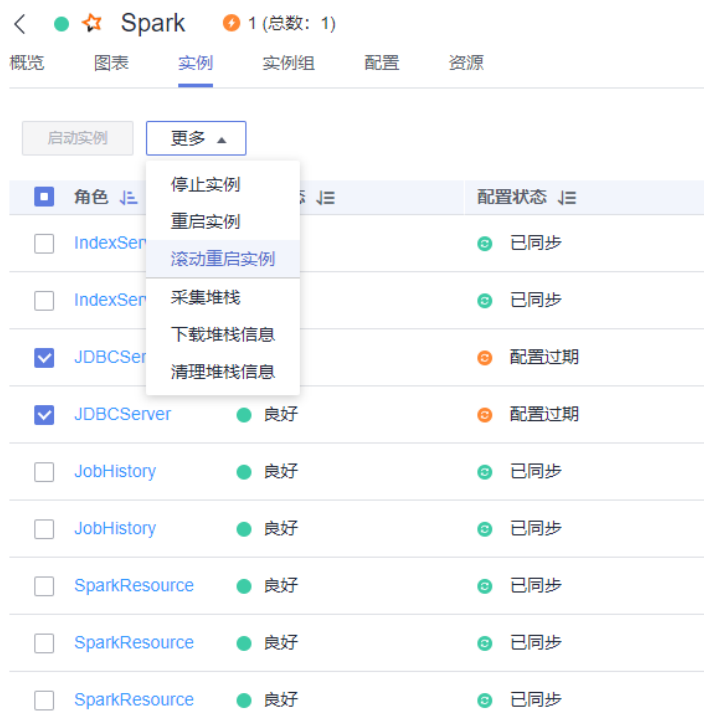 Spark 1 (总数：1)
概览 图表 实例 实例组 配置 资源
启动实例 更多
停止实例
角色 配置状态
重启实例
IndexSer 已同步
滚动重启实例
采集堆栈
IndexSer 已同步
下载堆栈信息
JDBCSer 配置过期
清理堆栈信息
JDBCServer 良好 配置过期
JobHistory 良好 已同步
JobHistory 良好 已同步
SparkResource 良好 已同步
SparkResource 良好 已同步
SparkResource 良好 已同步